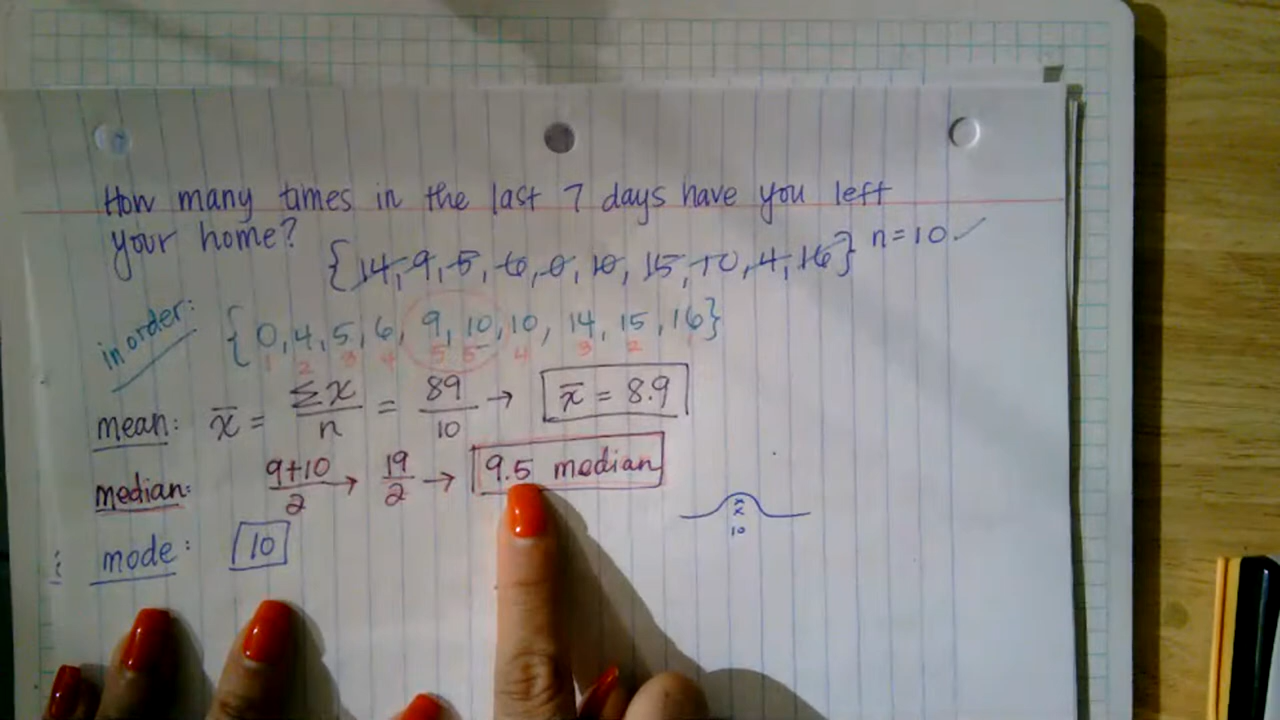 How many times in the last 7 days have you left
your home?
{14, 9, 5, 6, 0, 10, 15, 10, 4, 16} n = 10 ✓
in order: {0, 4, 5, 6, 9, 10, 10, 14, 15, 16}
1 2 3 4 5 5 4 3 2 1
mean: x̄ = Σx/n = 89/10 → x̄ = 8.9
median: 9+10/2 → 19/2 → 9.5 median
x
x
10
mode: 10